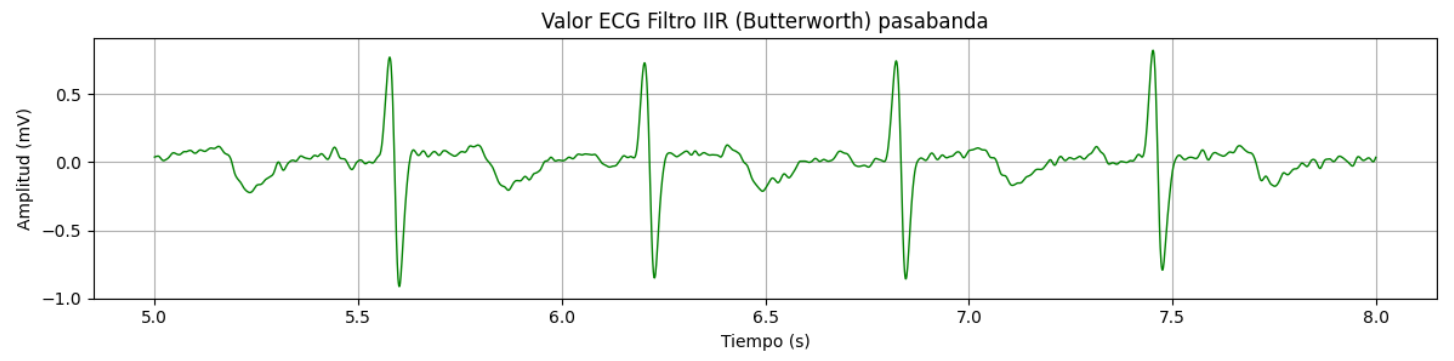 Valor ECG Filtro IIR (Butterworth) pasabanda
Amplitud (mV)
0.5
0.0
−0.5
−1.0
5.0 5.5 6.0 6.5 7.0 7.5 8.0
Tiempo (s)